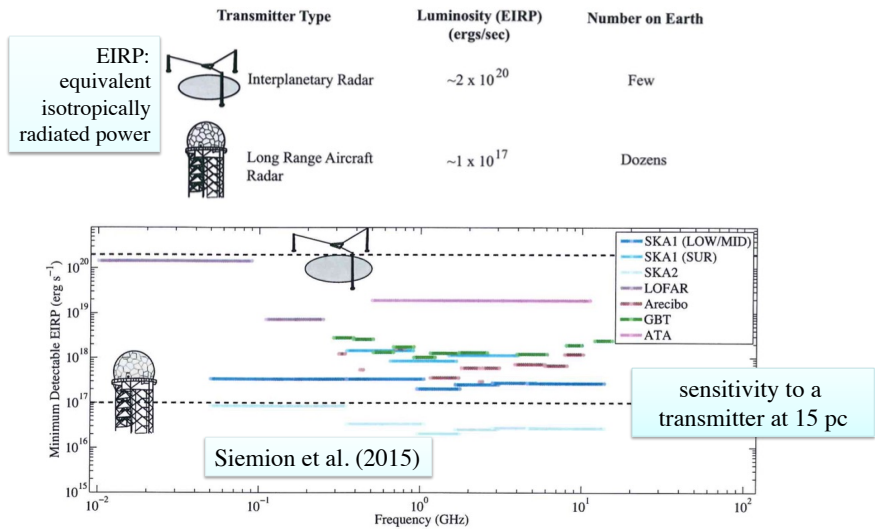 Transmitter Type Luminosity (EIRP) Number on Earth
(ergs/sec)
EIRP:
equivalent
isotropically
radiated power
Interplanetary Radar ~2 x 10^20 Few
Long Range Aircraft ~1 x 10^17 Dozens
Radar
Minimum Detectable EIRP (erg s^−1)
10^20
10^19
10^18
10^17
10^16
10^15
SKA1 (LOW/MID)
SKA1 (SUR)
SKA2
LOFAR
Arecibo
GBT
ATA
sensitivity to a
transmitter at 15 pc
Siemion et al. (2015)
10^−2 10^−1 10^0 10^1 10^2
Frequency (GHz)